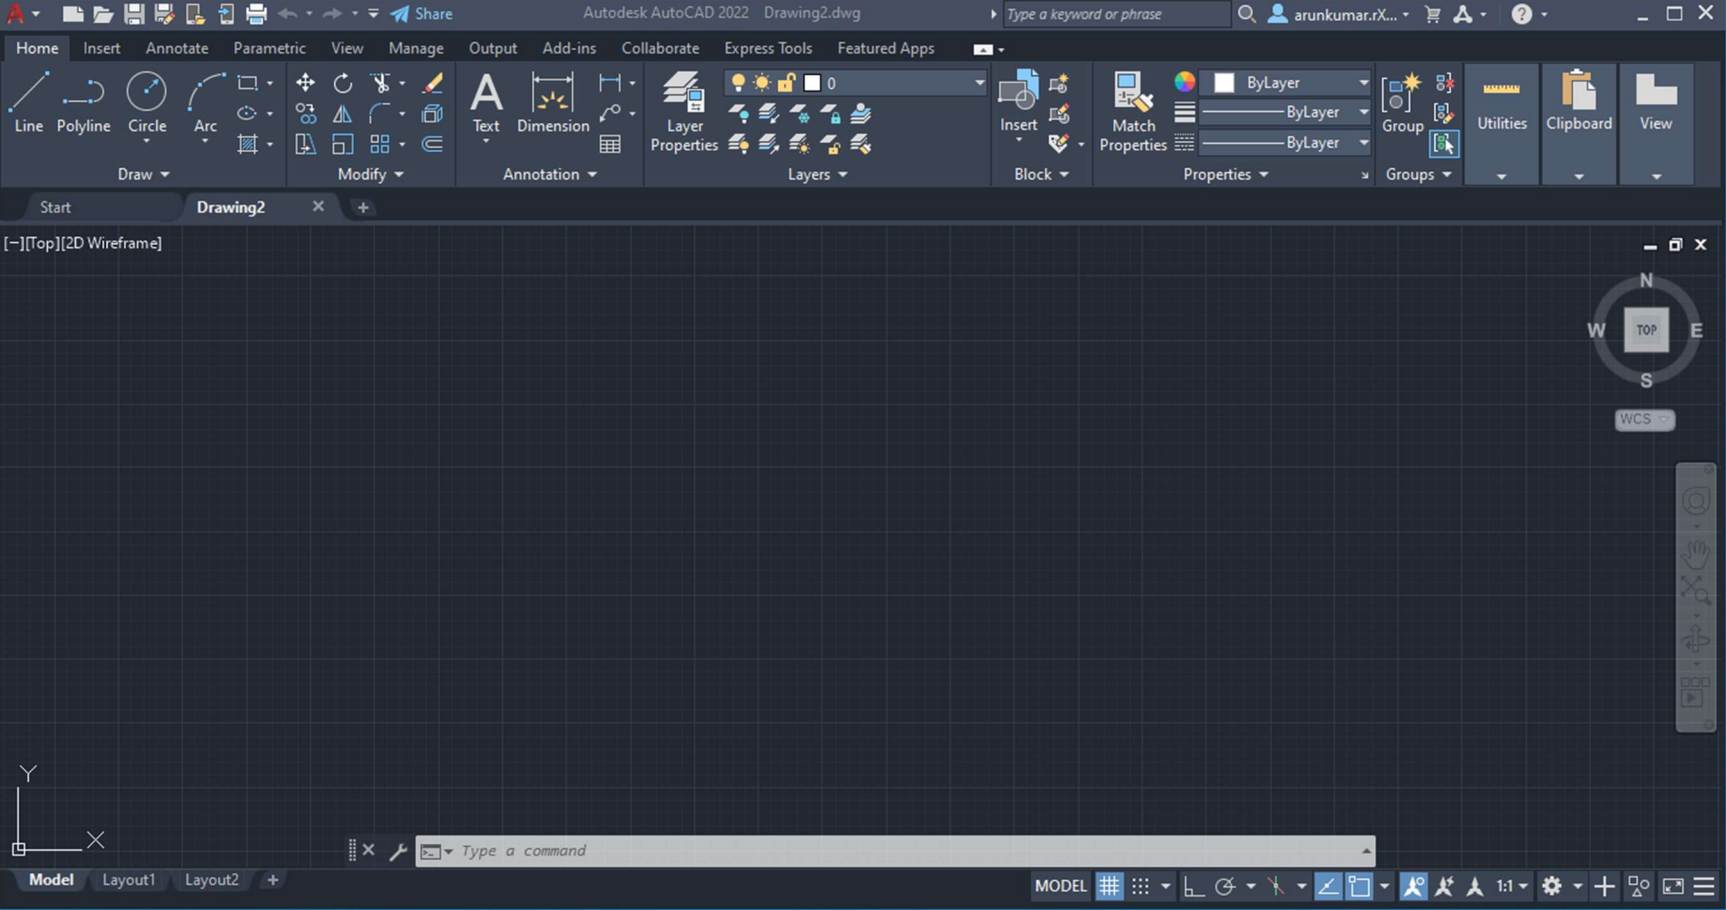 Share
Autodesk AutoCAD 2022 Drawing2.dwg
Type a keyword or phrase
arunkumar.rX...
Home Insert Annotate Parametric View Manage Output Add-ins Collaborate Express Tools Featured Apps
0
ByLayer
Line Polyline Circle Arc
Text Dimension
Layer
Properties
Insert
Match
Properties
ByLayer
ByLayer
Group
Utilities
Clipboard
View
Draw Modify Annotation Layers Block Properties Groups
Start Drawing2
[−][Top][2D Wireframe]
N
W TOP E
S
WCS
Y
X
Type a command
Model Layout1 Layout2
MODEL 1:1